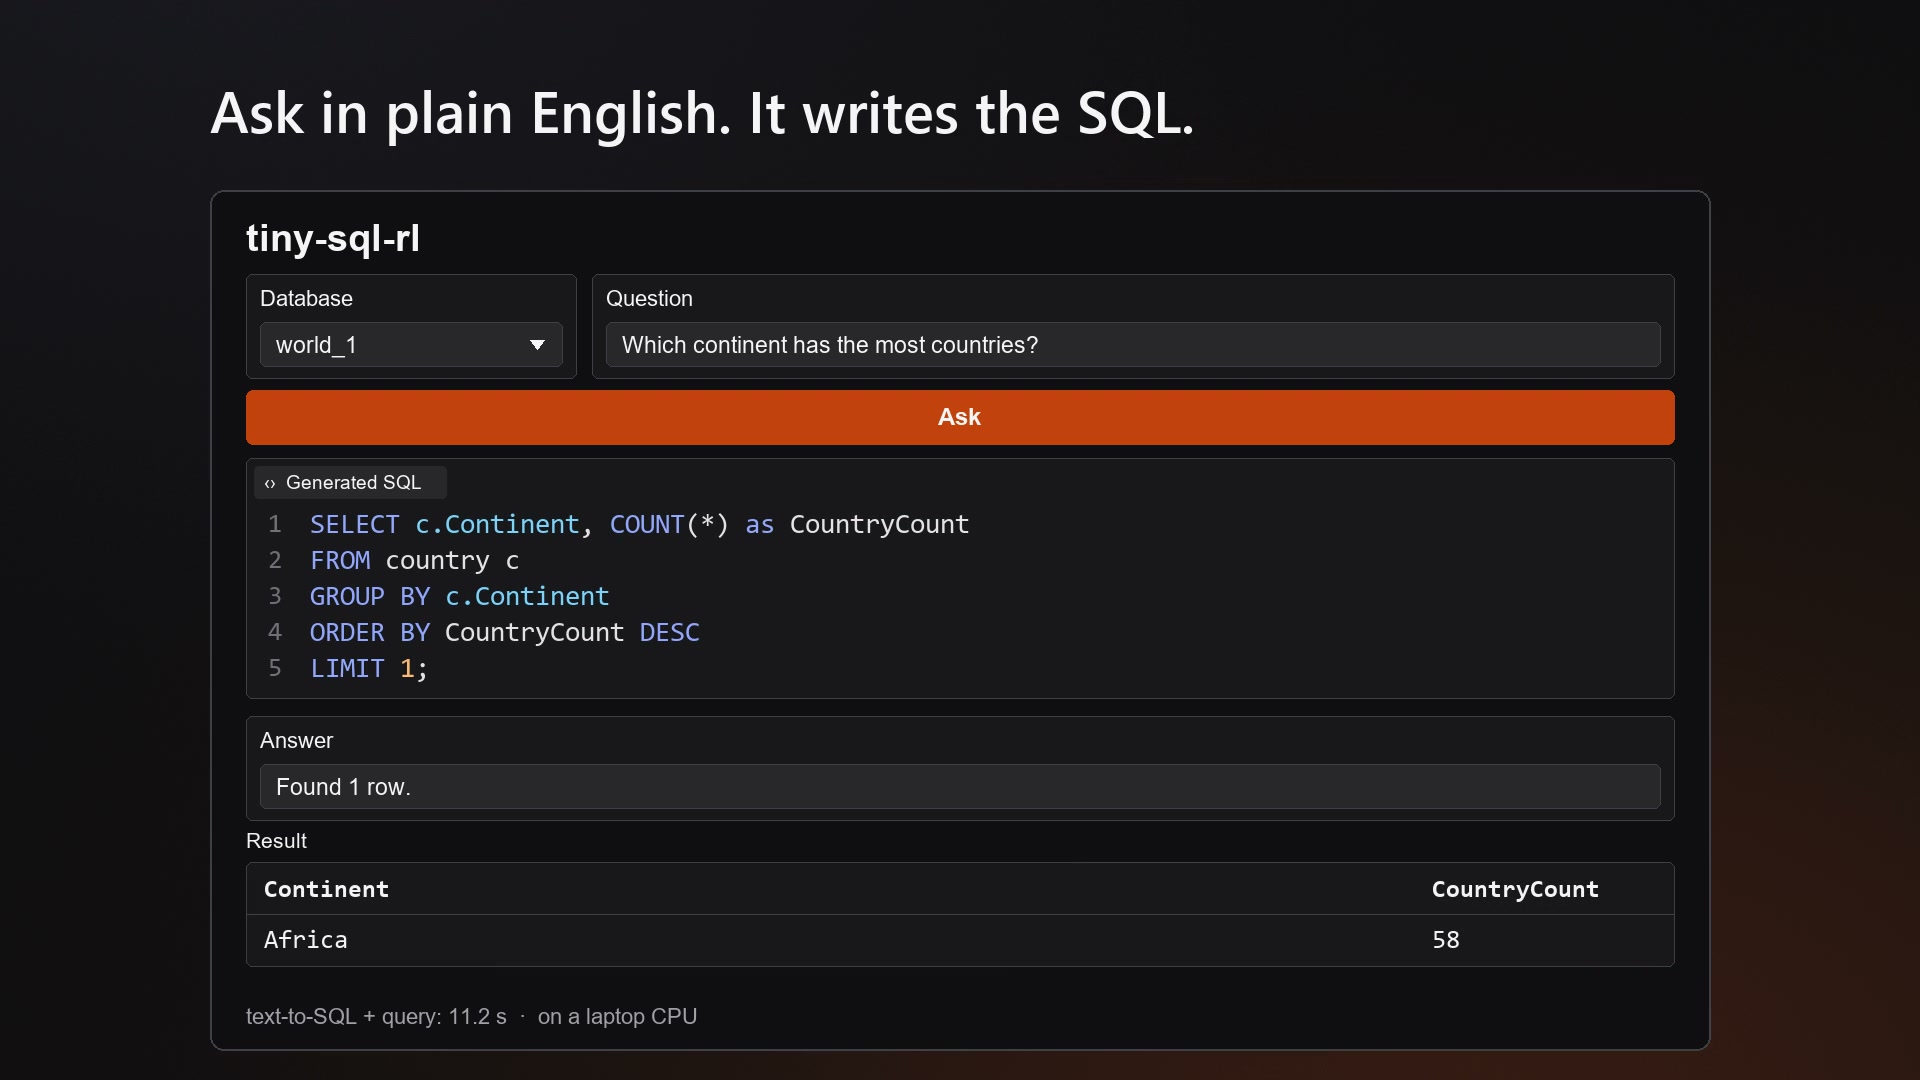 Ask in plain English. It writes the SQL.
tiny-sql-rl
Database
world_1
Question
Which continent has the most countries?
Ask
‹› Generated SQL
1 SELECT c.Continent, COUNT(*) as CountryCount
2 FROM country c
3 GROUP BY c.Continent
4 ORDER BY CountryCount DESC
5 LIMIT 1;
Answer
Found 1 row.
Result
Continent CountryCount
Africa 58
text-to-SQL + query: 11.2 s · on a laptop CPU